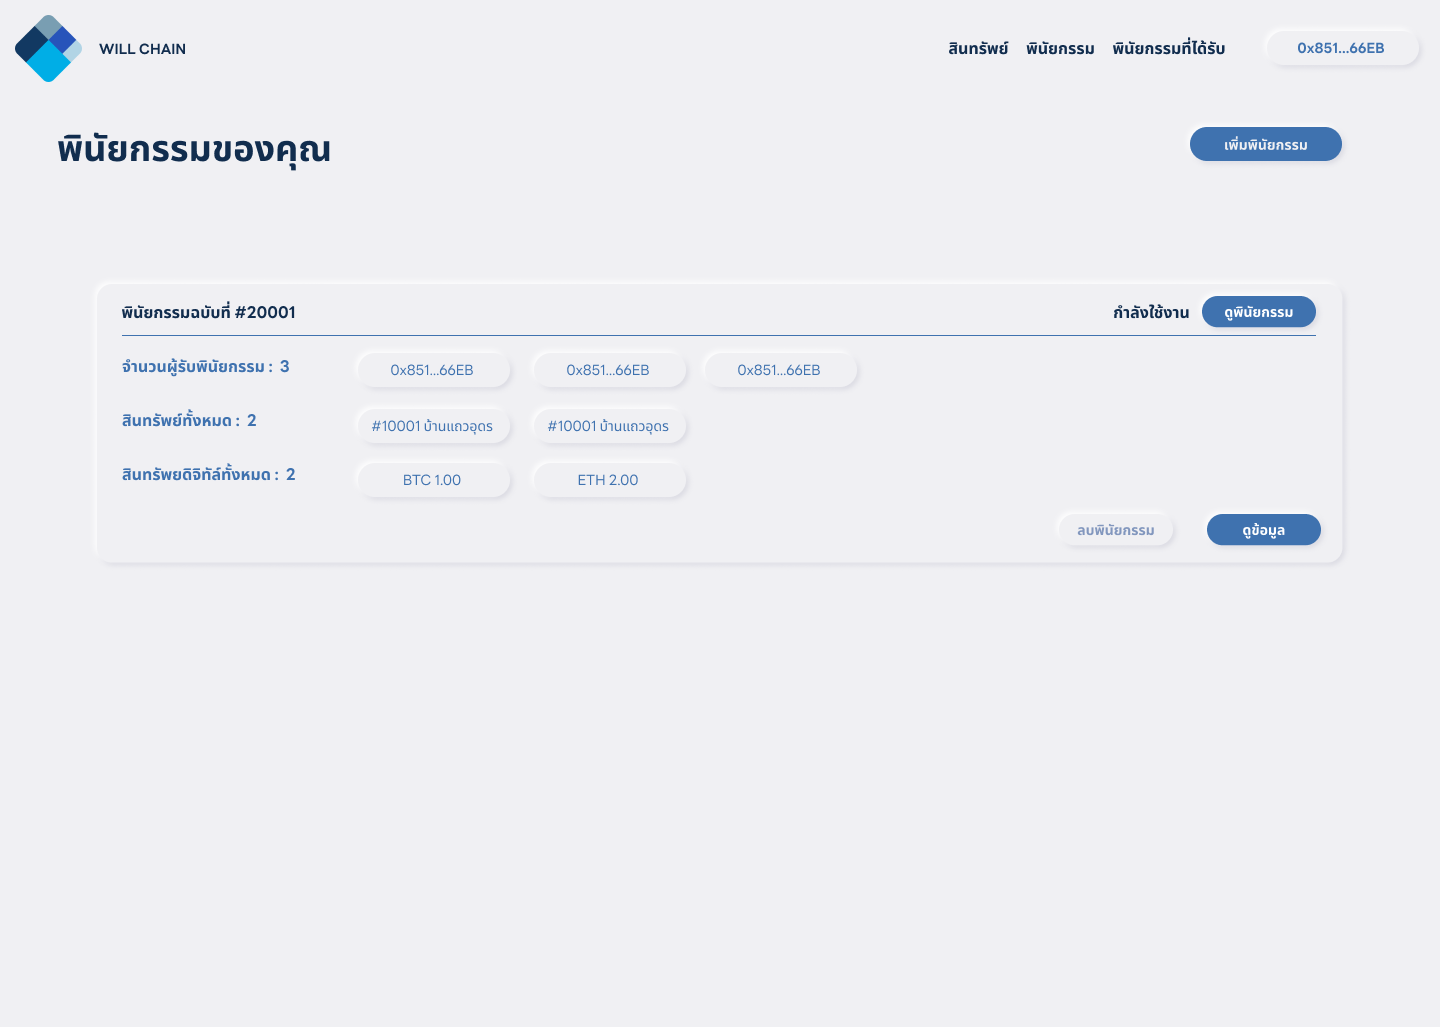 WILL CHAIN
สินทรัพย์ พินัยกรรม พินัยกรรมที่ได้รับ 0x851...66EB
พินัยกรรมของคุณ
เพิ่มพินัยกรรม
พินัยกรรมฉบับที่ #20001
กำลังใช้งาน
ดูพินัยกรรม
จำนวนผู้รับพินัยกรรม : 3
0x851...66EB 0x851...66EB 0x851...66EB
สินทรัพย์ทั้งหมด : 2
#10001 บ้านแถวอุดร #10001 บ้านแถวอุดร
สินทรัพยดิจิทัล์ทั้งหมด : 2
BTC 1.00 ETH 2.00
ลบพินัยกรรม
ดูข้อมูล